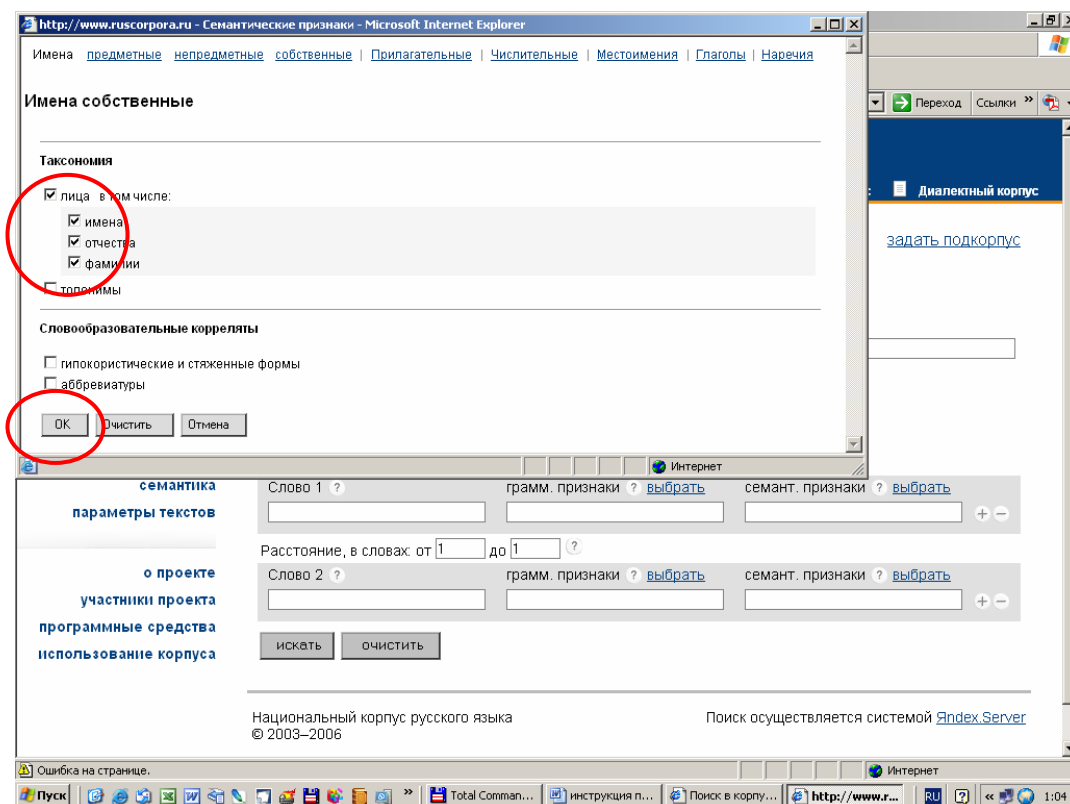 http://www.ruscorpora.ru - Семантические признаки - Microsoft Internet Explorer
Имена предметные непредметные собственные | Прилагательные | Числительные | Местоимения | Глаголы | Наречия
Имена собственные
Таксономия
лица в том числе:
имена
отчества
фамилии
топонимы
Словообразовательные корреляты
гипокористические и стяженные формы
аббревиатуры
OK Очистить Отмена
Интернет
Переход Ссылки »
Диалектный корпус
задать подкорпус
семантика
параметры текстов
о проекте
участники проекта
программные средства
использование корпуса
Слово 1 ? грамм. признаки ? выбрать семант. признаки ? выбрать
Расстояние, в словах: от 1 до 1 ?
Слово 2 ? грамм. признаки ? выбрать семант. признаки ? выбрать
искать очистить
Национальный корпус русского языка
© 2003–2006
Поиск осуществляется системой Яndex.Server
Ошибка на странице. Интернет
Пуск » Total Comman... инструкция п... Поиск в корпу... http://www.r... RU « 1:04